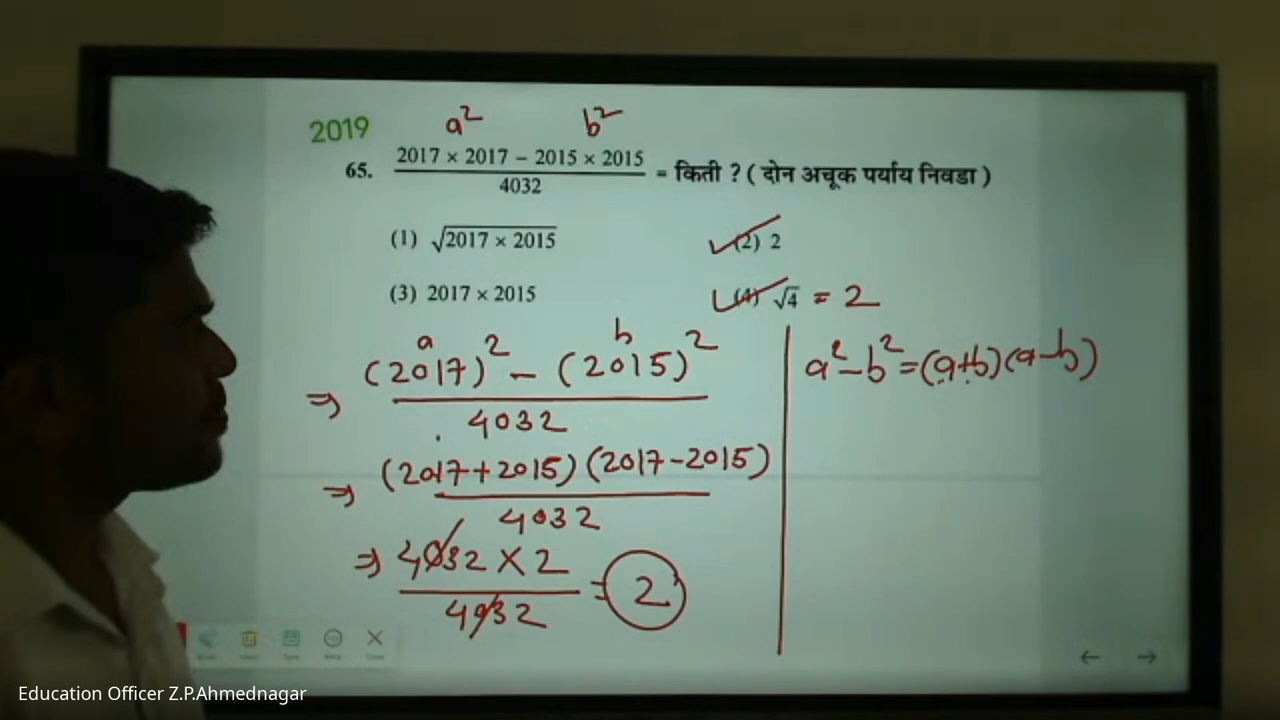 2019
a² b²
65. 2017 × 2017 – 2015 × 2015 / 4032 = किती ? ( दोन अचूक पर्याय निवडा )
(1) √2017 × 2015 (2) 2
(3) 2017 × 2015 (4) √4 = 2
a b
⇒ (2017)² – (2015)² / 4032
a² – b² = (a+b)(a–b)
⇒ (2017+2015) (2017–2015) / 4032
⇒ 4032 × 2 / 4032 = 2
Education Officer Z.P.Ahmednagar